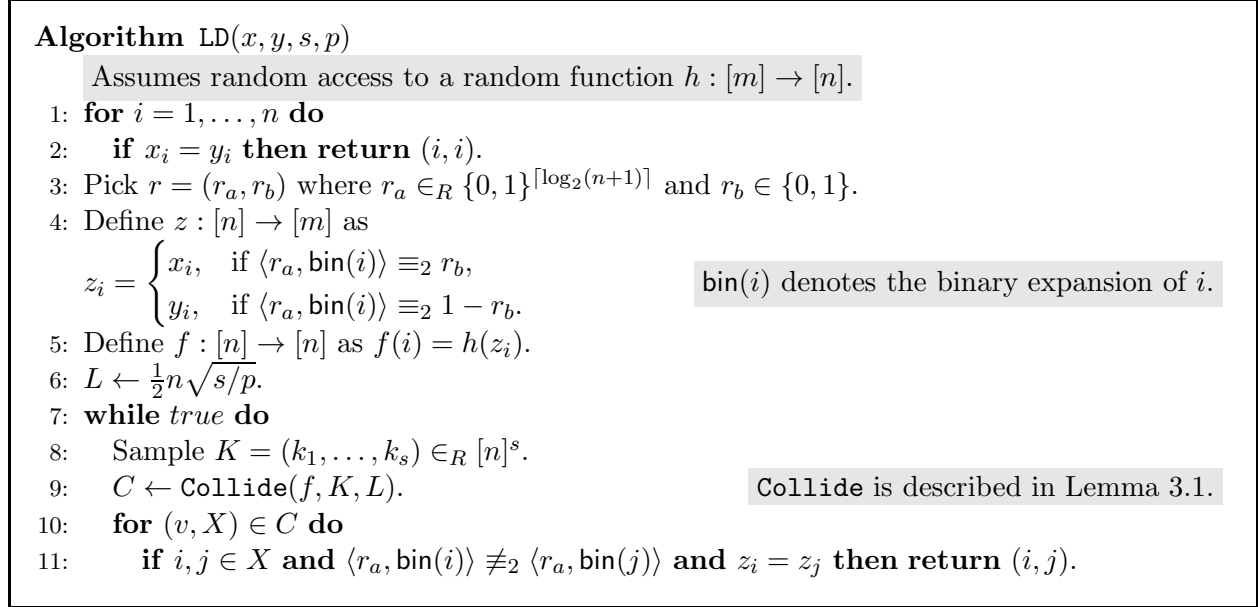 Algorithm LD(x, y, s, p)
Assumes random access to a random function h : [m] → [n].
1: for i = 1, . . . , n do
2: if x_i = y_i then return (i, i).
3: Pick r = (r_a, r_b) where r_a ∈_R {0, 1}^{⌈log_2(n+1)⌉} and r_b ∈ {0, 1}.
4: Define z : [n] → [m] as
z_i = { x_i, if ⟨r_a, bin(i)⟩ ≡_2 r_b,
y_i, if ⟨r_a, bin(i)⟩ ≡_2 1 − r_b.
bin(i) denotes the binary expansion of i.
5: Define f : [n] → [n] as f(i) = h(z_i).
6: L ← ½n√(s/p).
7: while true do
8: Sample K = (k_1, . . . , k_s) ∈_R [n]^s.
9: C ← Collide(f, K, L). Collide is described in Lemma 3.1.
10: for (v, X) ∈ C do
11: if i, j ∈ X and ⟨r_a, bin(i)⟩ ≢_2 ⟨r_a, bin(j)⟩ and z_i = z_j then return (i, j).